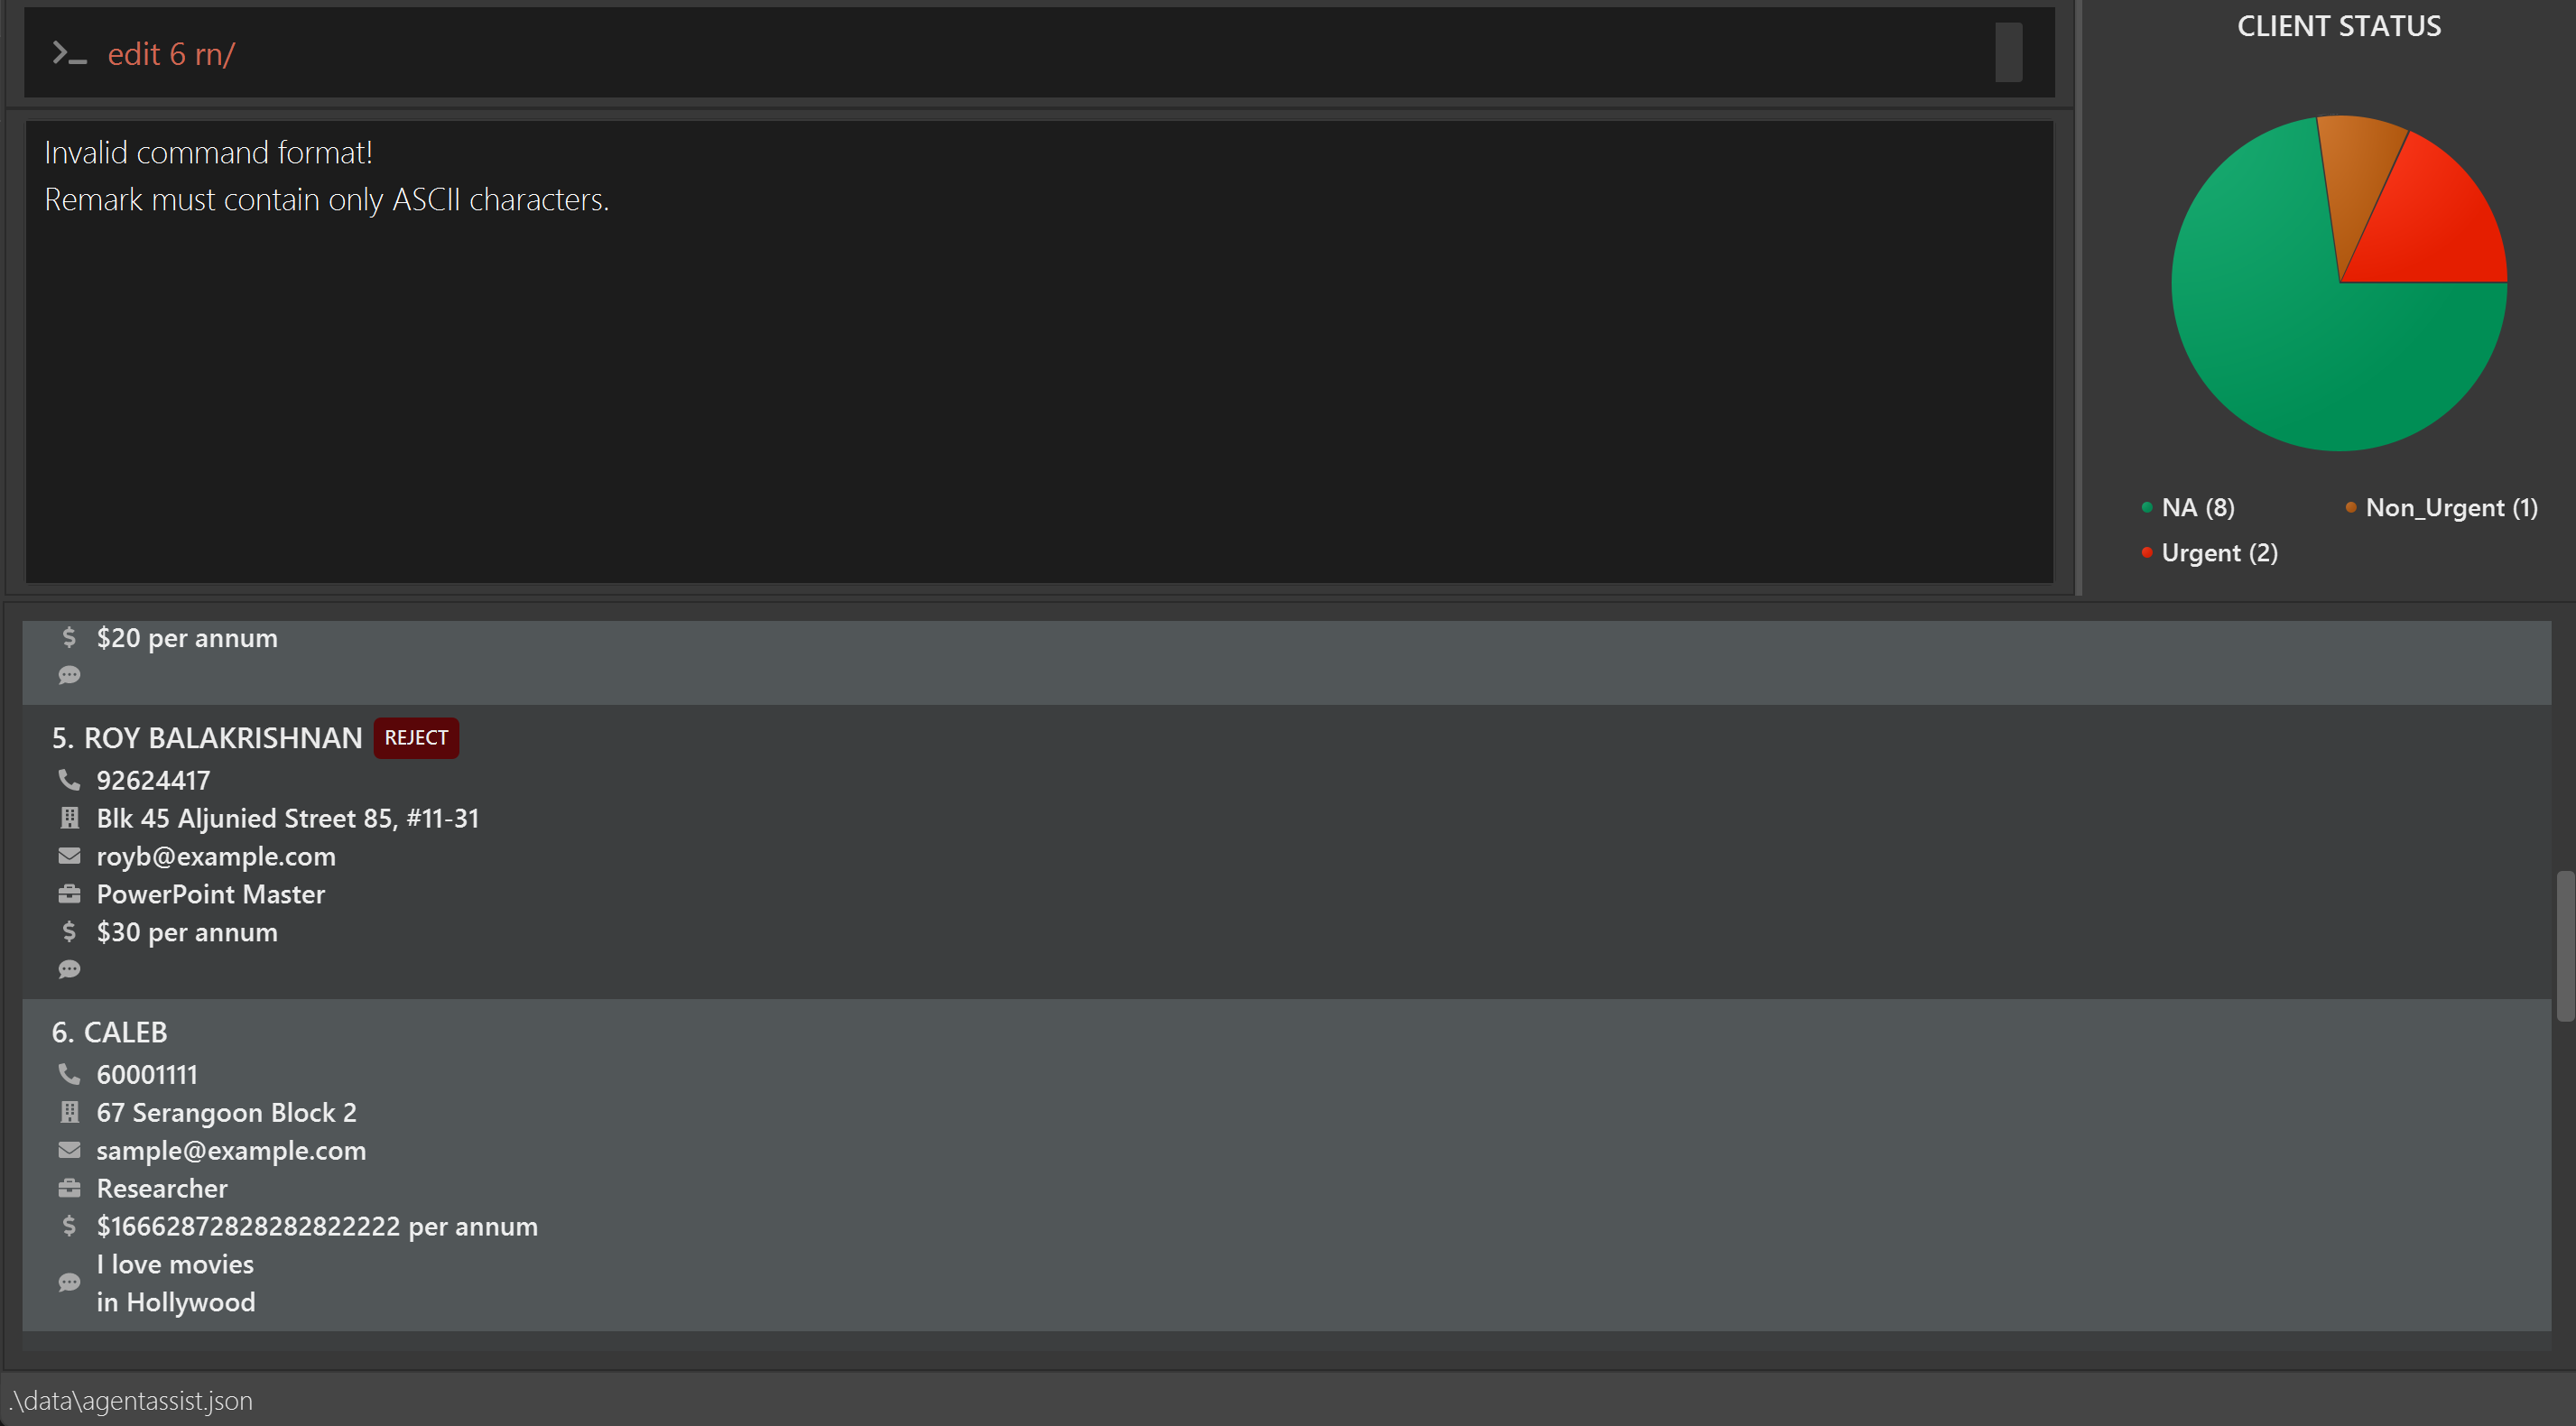 edit 6 rn/
Invalid command format!
Remark must contain only ASCII characters.
CLIENT STATUS
NA (8)
Non_Urgent (1)
Urgent (2)
$20 per annum
5. ROY BALAKRISHNAN REJECT
92624417
Blk 45 Aljunied Street 85, #11-31
royb@example.com
PowerPoint Master
$30 per annum
6. CALEB
60001111
67 Serangoon Block 2
sample@example.com
Researcher
$16662872828282822222 per annum
I love movies
in Hollywood
.\data\agentassist.json